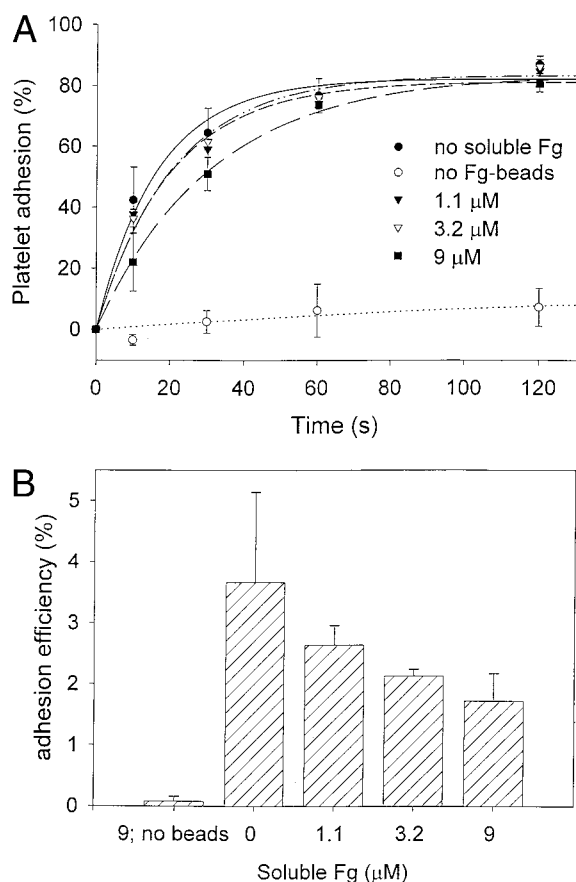 A
100
80
60
40
20
0
Platelet adhesion (%)
no soluble Fg
no Fg-beads
1.1 μM
3.2 μM
9 μM
0 20 40 60 80 100 120
Time (s)
B
5
4
3
2
1
0
adhesion efficiency (%)
9; no beads 0 1.1 3.2 9
Soluble Fg (μM)